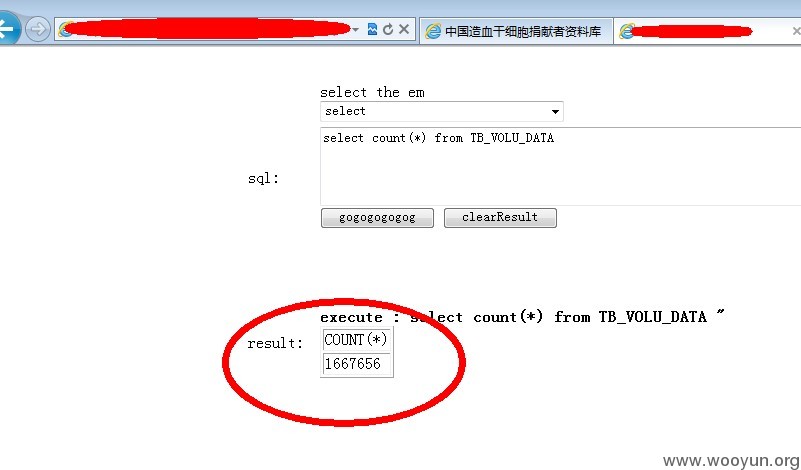 中国造血干细胞捐献者资料库
select the em
select
select count(*) from TB_VOLU_DATA
sql:
gogogogogog
clearResult
execute : select count(*) from TB_VOLU_DATA "
result:
COUNT(*)
1667656
www.wooyun.org